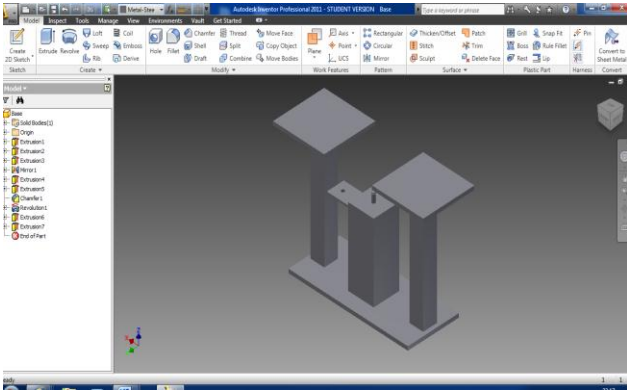 Metal-Stee
Autodesk Inventor Professional 2011 - STUDENT VERSION Base
Type a keyword or phrase
Model Inspect Tools Manage View Environments Vault Get Started
Create 2D Sketch
Extrude Revolve
Loft Sweep Rib
Coil Emboss Derive
Hole Fillet
Chamfer Shell Draft
Thread Split Combine
Move Face Copy Object Move Bodies
Plane
Axis Point UCS
Rectangular Circular Mirror
Thicken/Offset Stitch Sculpt
Patch Trim Delete Face
Grill Boss Rest
Snap Fit Rule Fillet Lip
Pin
Convert to Sheet Metal
Sketch Create Modify Work Features Pattern Surface Plastic Part Harness Convert
Model
Base
Solid Bodies(1)
Origin
Extrusion1
Extrusion2
Extrusion3
Mirror1
Extrusion4
Extrusion5
Chamfer1
Revolution1
Extrusion6
Extrusion7
End of Part
1 1